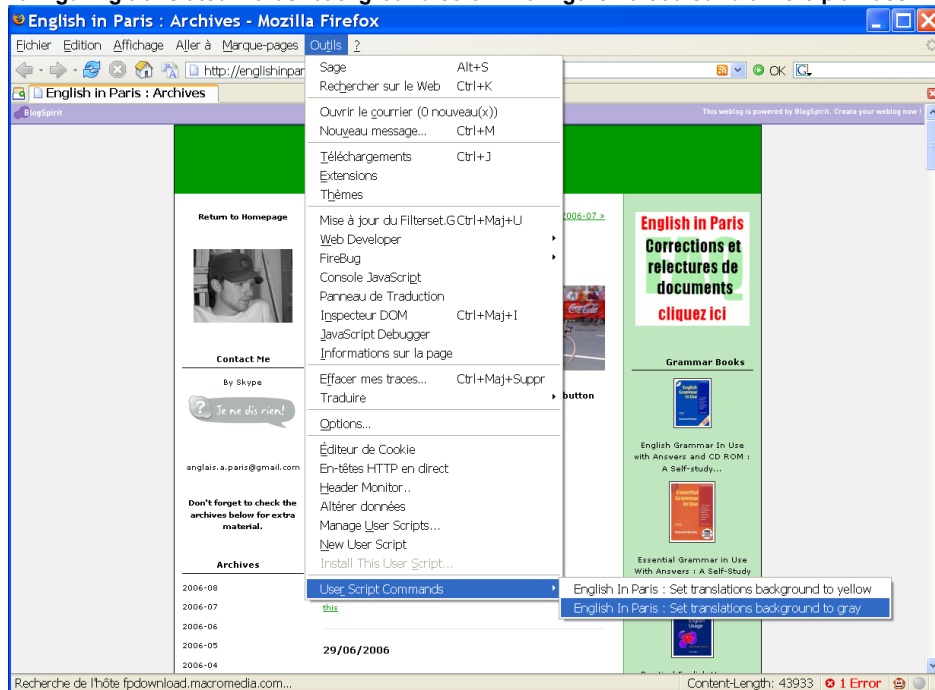 English in Paris : Archives - Mozilla Firefox
Eichier Edition Affichage Aller à Marque-pages Outils ?
http://englishinpar
OK
English in Paris : Archives
BlogSpirit
This weblog is powered by BlogSpirit. Create your weblog now !
Sage Alt+S
Rechercher sur le Web Ctrl+K
Ouvrir le courrier (0 nouveau(x))
Nouveau message... Ctrl+M
Téléchargements Ctrl+J
Extensions
Thèmes
Mise à jour du Filterset.G Ctrl+Maj+U
Web Developer
FireBug
Console JavaScript
Panneau de Traduction
Inspecteur DOM Ctrl+Maj+I
JavaScript Debugger
Informations sur la page
Effacer mes traces... Ctrl+Maj+Suppr
Traduire
Options...
Éditeur de Cookie
En-têtes HTTP en direct
Header Monitor..
Altérer données
Manage User Scripts...
New User Script
Install This User Script...
User Script Commands
English In Paris : Set translations background to yellow
English In Paris : Set translations background to gray
Return to Homepage
Contact Me
By Skype
Je ne dis rien!
anglais.a.paris@gmail.com
Don't forget to check the
archives below for extra
material.
Archives
2006-08
2006-07
2006-06
2006-05
2006-04
2006-07 »
Coca-Cola
button
this
29/06/2006
English in Paris
FAQ
Corrections et
relectures de
documents
cliquez ici
Grammar Books
English Grammar In Use
with Answers and CD ROM :
A Self-study...
Essential Grammar in Use
With Answers : A Self-Study
English
Usage
Recherche de l'hôte fpdownload.macromedia.com...
Content-Length: 43933
1 Error